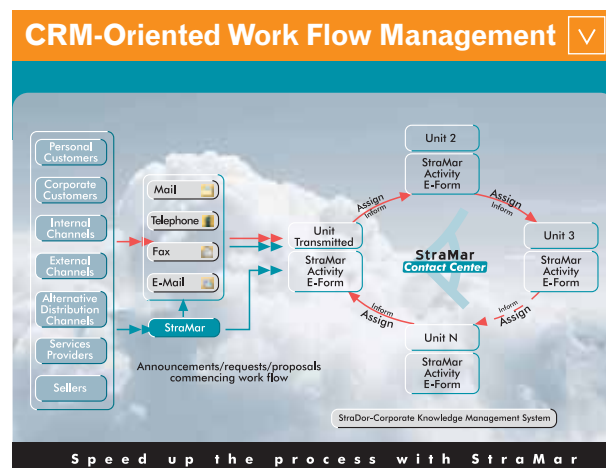 CRM-Oriented Work Flow Management
Personal
Customers
Corporate
Customers
Internal
Channels
External
Channels
Alternative
Distribution
Channels
Services
Providers
Sellers
Mail
Telephone
Fax
E-Mail
StraMar
Announcements/requests/proposals
commencing work flow
Unit
Transmitted
StraMar
Activity
E-Form
Assign
Inform
Unit 2
StraMar
Activity
E-Form
Assign
Inform
Unit 3
StraMar
Activity
E-Form
Inform
Assign
Unit N
StraMar
Activity
E-Form
Inform
Assign
StraMar
Contact Center
StraDor-Corporate Knowledge Management System
Speed up the process with StraMar